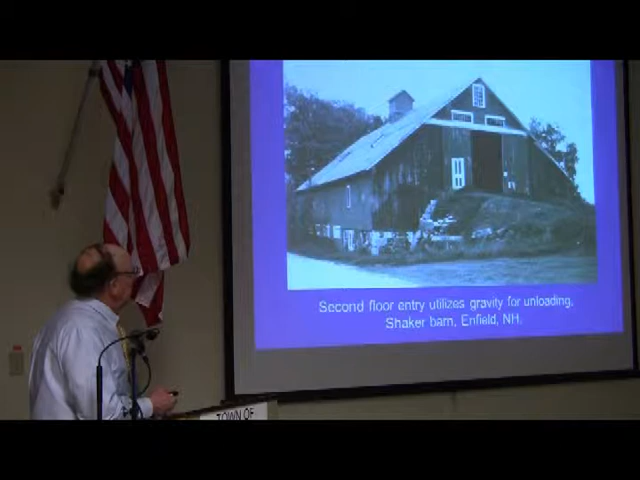 Second floor entry utilizes gravity for unloading.
Shaker barn, Enfield, NH.
TOWN OF